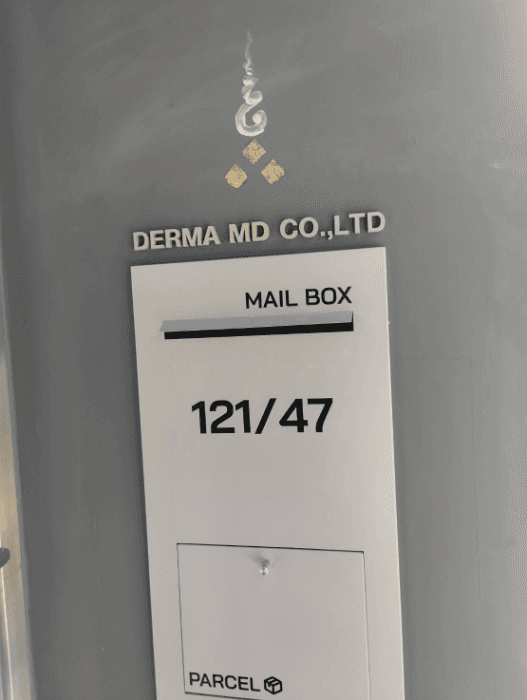 DERMA MD CO.,LTD
MAIL BOX
121/47
PARCEL